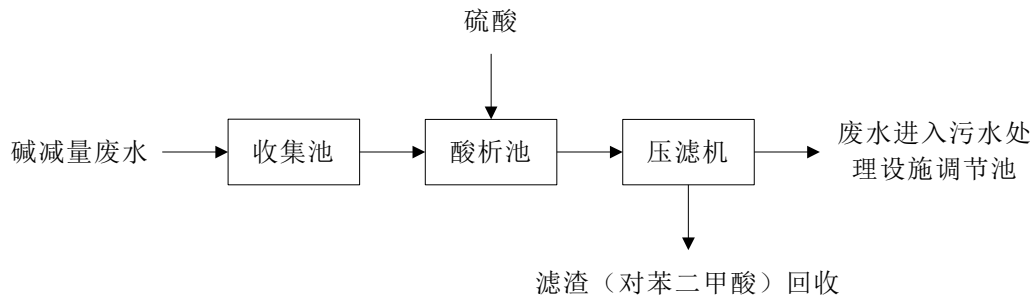 硫酸
碱减量废水
收集池
酸析池
压滤机
废水进入污水处
理设施调节池
滤渣（对苯二甲酸）回收